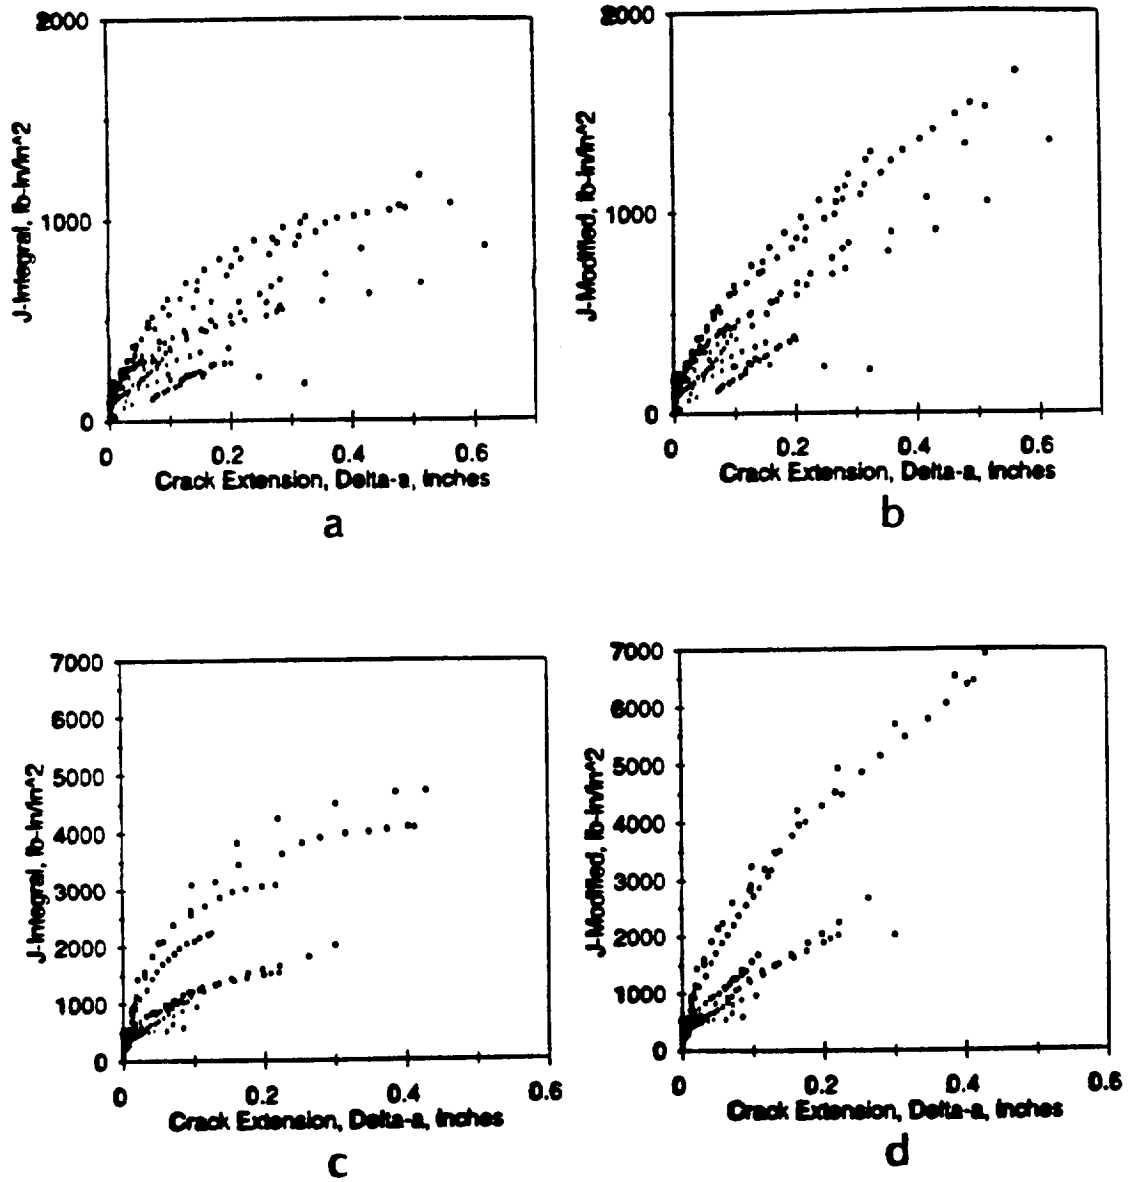 2000
1000
0
J-Integral, lb-in/in^2
0 0.2 0.4 0.6
Crack Extension, Delta-a, Inches
a
2000
1000
0
J-Modified, lb-in/in^2
0 0.2 0.4 0.6
Crack Extension, Delta-a, Inches
b
7000
6000
5000
4000
3000
2000
1000
0
J-Integral, lb-in/in^2
0 0.2 0.4 0.6
Crack Extension, Delta-a, Inches
c
7000
6000
5000
4000
3000
2000
1000
0
J-Modified, lb-in/in^2
0 0.2 0.4 0.6
Crack Extension, Delta-a, Inches
d